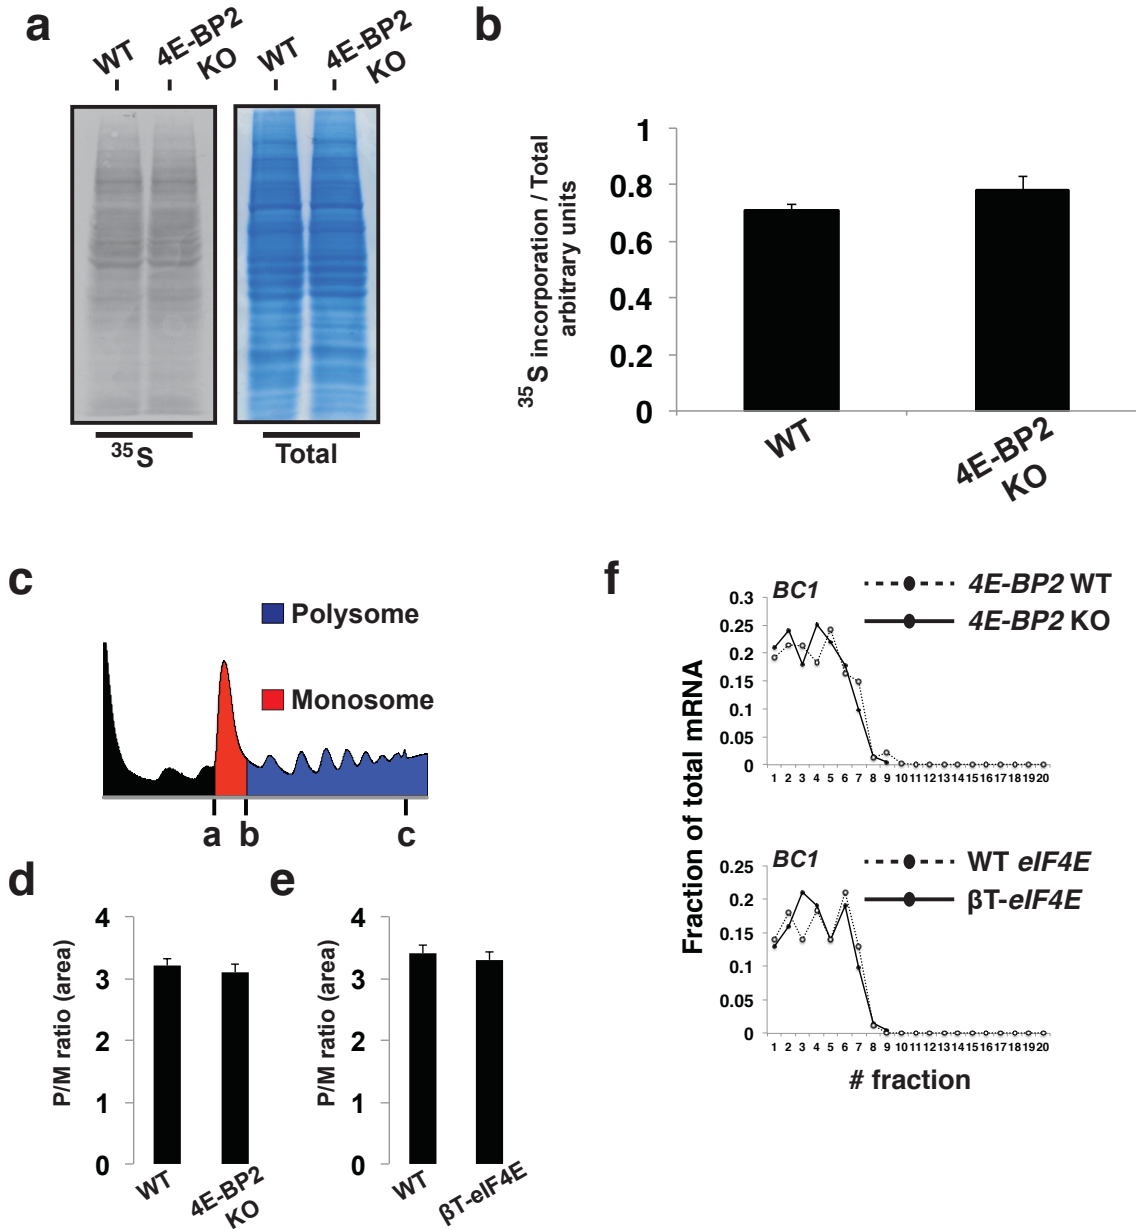 a
WT
4E-BP2
KO
WT
4E-BP2
KO
35S
Total
b
35S incorporation / Total
arbitrary units
1
0.8
0.6
0.4
0.2
0
WT
4E-BP2
KO
c
Polysome
Monosome
a b c
d
P/M ratio (area)
4
3
2
1
0
WT
4E-BP2
KO
e
P/M ratio (area)
4
3
2
1
0
WT
βT-eIF4E
f
Fraction of total mRNA
BC1
4E-BP2 WT
4E-BP2 KO
0.3
0.25
0.2
0.15
0.1
0.05
0
1 2 3 4 5 6 7 8 9 10 11 12 13 14 15 16 17 18 19 20
BC1
WT eIF4E
βT-eIF4E
0.25
0.2
0.15
0.1
0.05
0
1 2 3 4 5 6 7 8 9 10 11 12 13 14 15 16 17 18 19 20
# fraction